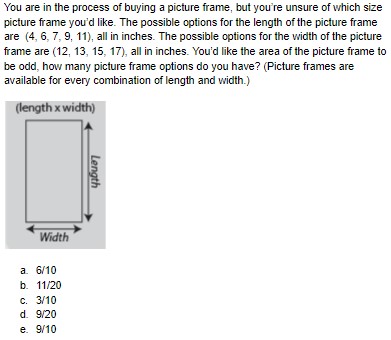 You are in the process of buying a picture frame, but you're unsure of which size
picture frame you'd like. The possible options for the length of the picture frame
are (4, 6, 7, 9, 11), all in inches. The possible options for the width of the picture
frame are (12, 13, 15, 17), all in inches. You'd like the area of the picture frame to
be odd, how many picture frame options do you have? (Picture frames are
available for every combination of length and width.)
(length x width)
Length
Width
a. 6/10
b. 11/20
c. 3/10
d. 9/20
e. 9/10